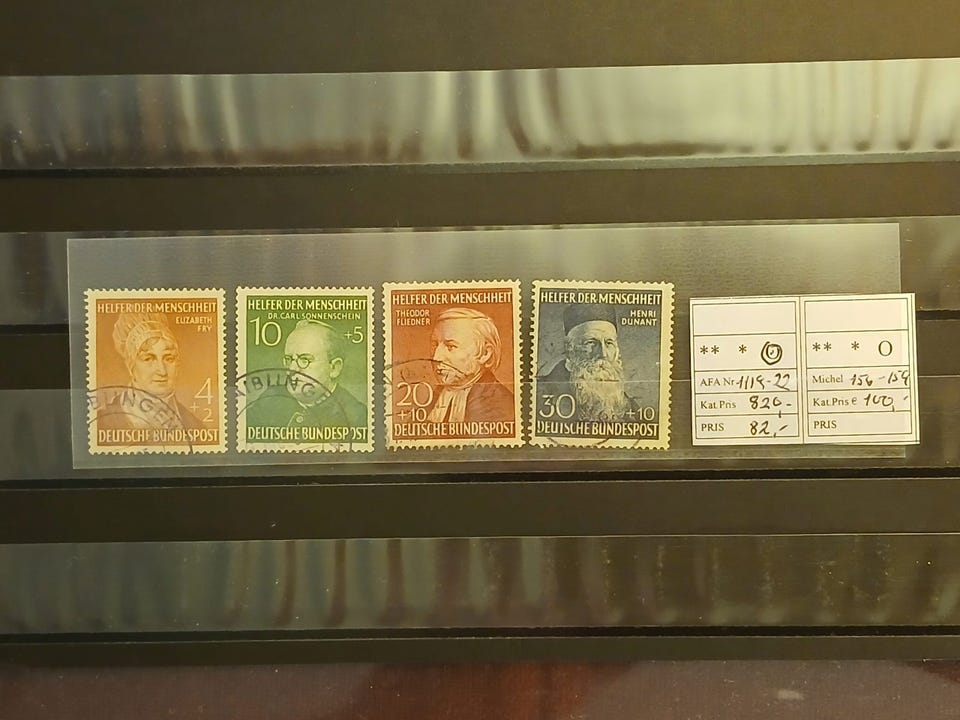 HELFER DER MENSCHHEIT
ELIZABETH
FRY
4
+2
DEUTSCHE BUNDESPOST
HELFER DER MENSCHHEIT
DR. CARL SONNENSCHEIN
10
+5
DEUTSCHE BUNDESPOST
HELFER DER MENSCHHEIT
THEODOR
FLIEDNER
20
+10
DEUTSCHE BUNDESPOST
HELFER DER MENSCHHEIT
HENRI
DUNANT
30
+10
DEUTSCHE BUNDESPOST
** * O
AFA Nr 1119-22
Kat.Pris 820,-
PRIS 82,-
** * O
Michel 156-159
Kat.Pris € 100,-
PRIS